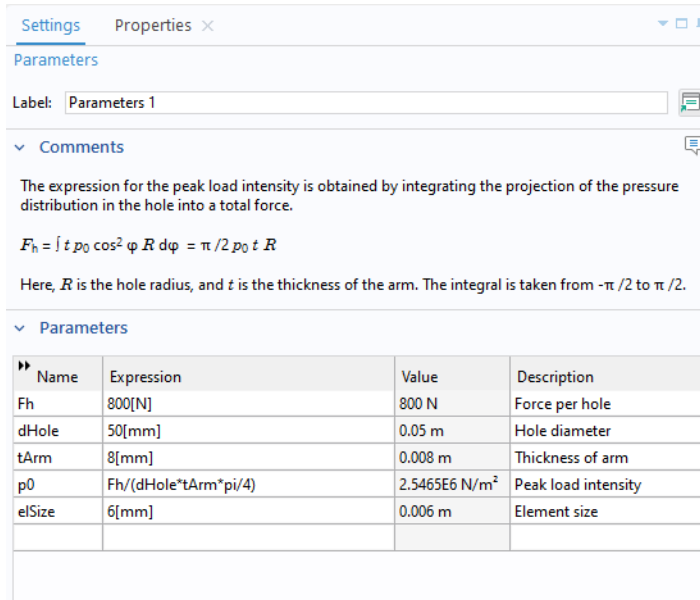 Settings Properties ×
Parameters
Label: Parameters 1
Comments
The expression for the peak load intensity is obtained by integrating the projection of the pressure
distribution in the hole into a total force.
Fh = ∫ t p0 cos² φ R dφ = π /2 p0 t R
Here, R is the hole radius, and t is the thickness of the arm. The integral is taken from -π /2 to π /2.
Parameters
Name Expression Value Description
Fh 800[N] 800 N Force per hole
dHole 50[mm] 0.05 m Hole diameter
tArm 8[mm] 0.008 m Thickness of arm
p0 Fh/(dHole*tArm*pi/4) 2.5465E6 N/m² Peak load intensity
elSize 6[mm] 0.006 m Element size